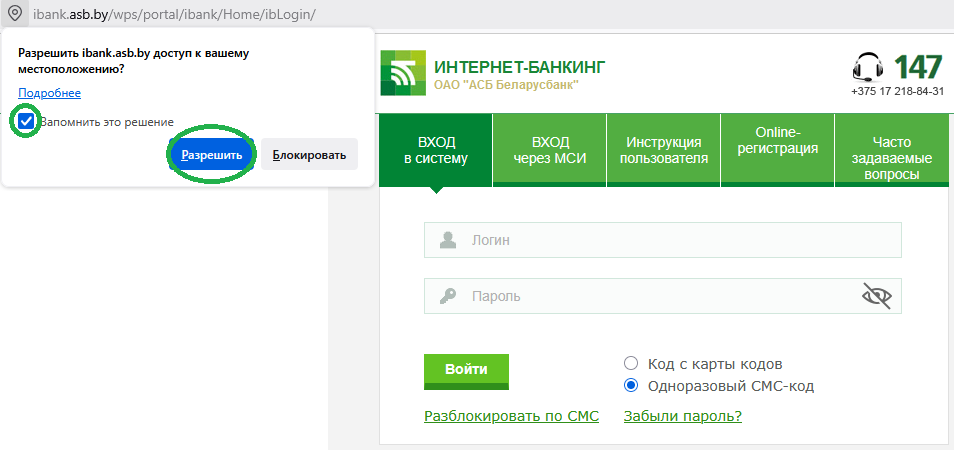 ibank.asb.by/wps/portal/ibank/Home/ibLogin/
Разрешить ibank.asb.by доступ к вашему
местоположению?
Подробнее
Запомнить это решение
Разрешить
Блокировать
ИНТЕРНЕТ-БАНКИНГ
ОАО "АСБ Беларусбанк"
147
+375 17 218-84-31
ВХОД
в систему
ВХОД
через МСИ
Инструкция
пользователя
Online-
регистрация
Часто
задаваемые
вопросы
Логин
Пароль
Войти
Код с карты кодов
Одноразовый СМС-код
Разблокировать по СМС
Забыли пароль?